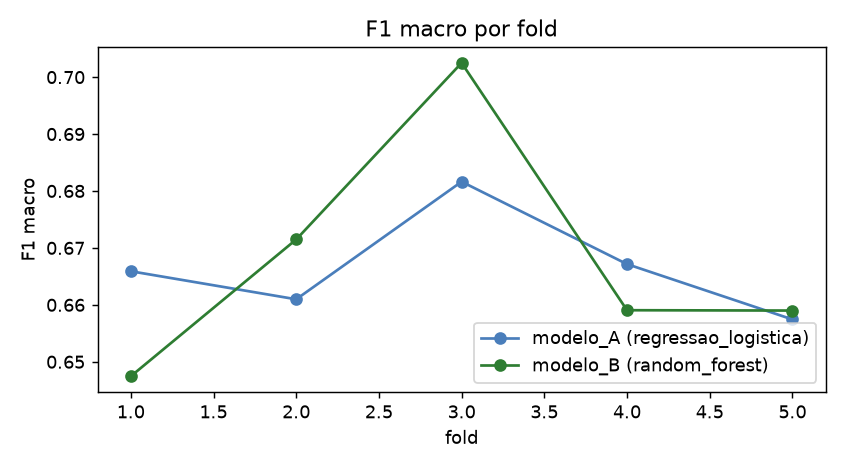 F1 macro por fold
F1 macro
0.70
0.69
0.68
0.67
0.66
0.65
modelo_A (regressao_logistica)
modelo_B (random_forest)
1.0 1.5 2.0 2.5 3.0 3.5 4.0 4.5 5.0
fold